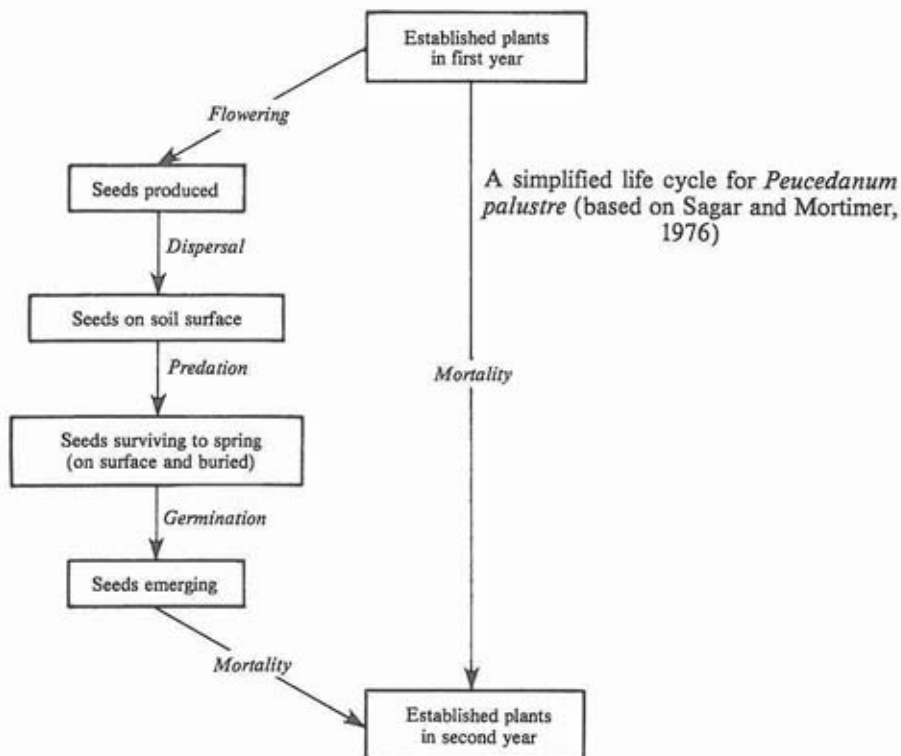 Established plants
in first year
Flowering
Seeds produced
A simplified life cycle for Peucedanum
palustre (based on Sagar and Mortimer,
1976)
Dispersal
Seeds on soil surface
Predation
Mortality
Seeds surviving to spring
(on surface and buried)
Germination
Seeds emerging
Mortality
Established plants
in second year